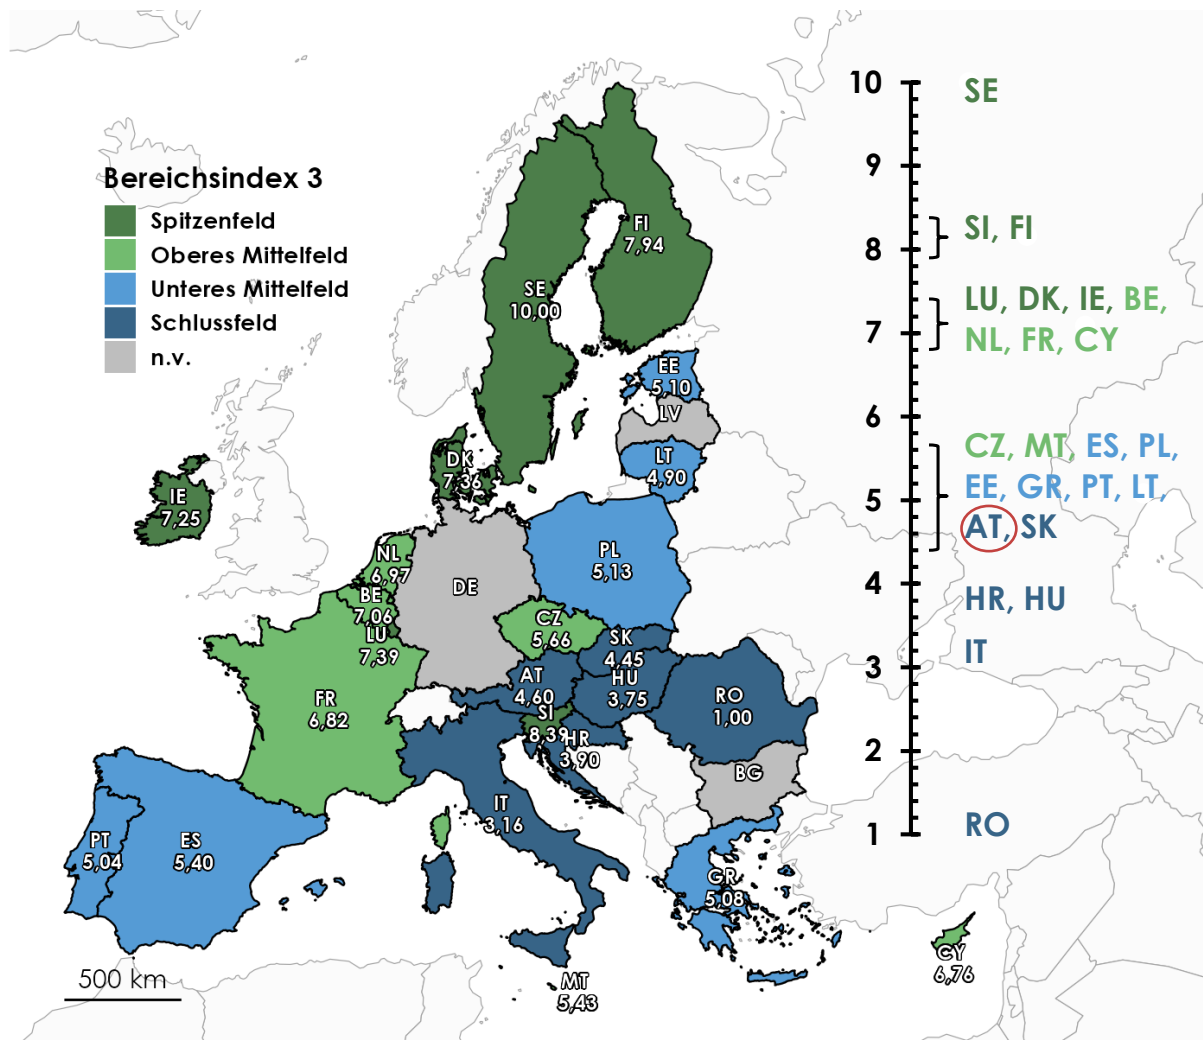 Bereichsindex 3
Spitzenfeld
Oberes Mittelfeld
Unteres Mittelfeld
Schlussfeld
n.v.
FI
7,94
SE
10,00
EE
5,10
LV
LT
4,90
DK
7,36
IE
7,25
NL
6,97
BE
7,06
LU
7,39
DE
PL
5,13
CZ
5,66
SK
4,45
AT
4,60
HU
3,75
RO
1,00
SI
8,39
HR
3,90
FR
6,82
BG
IT
3,16
PT
5,04
ES
5,40
GR
5,08
CY
6,76
MT
5,43
500 km
10
9
8
7
6
5
4
3
2
1
SE
SI, FI
LU, DK, IE, BE,
NL, FR, CY
CZ, MT, ES, PL,
EE, GR, PT, LT,
AT, SK
HR, HU
IT
RO